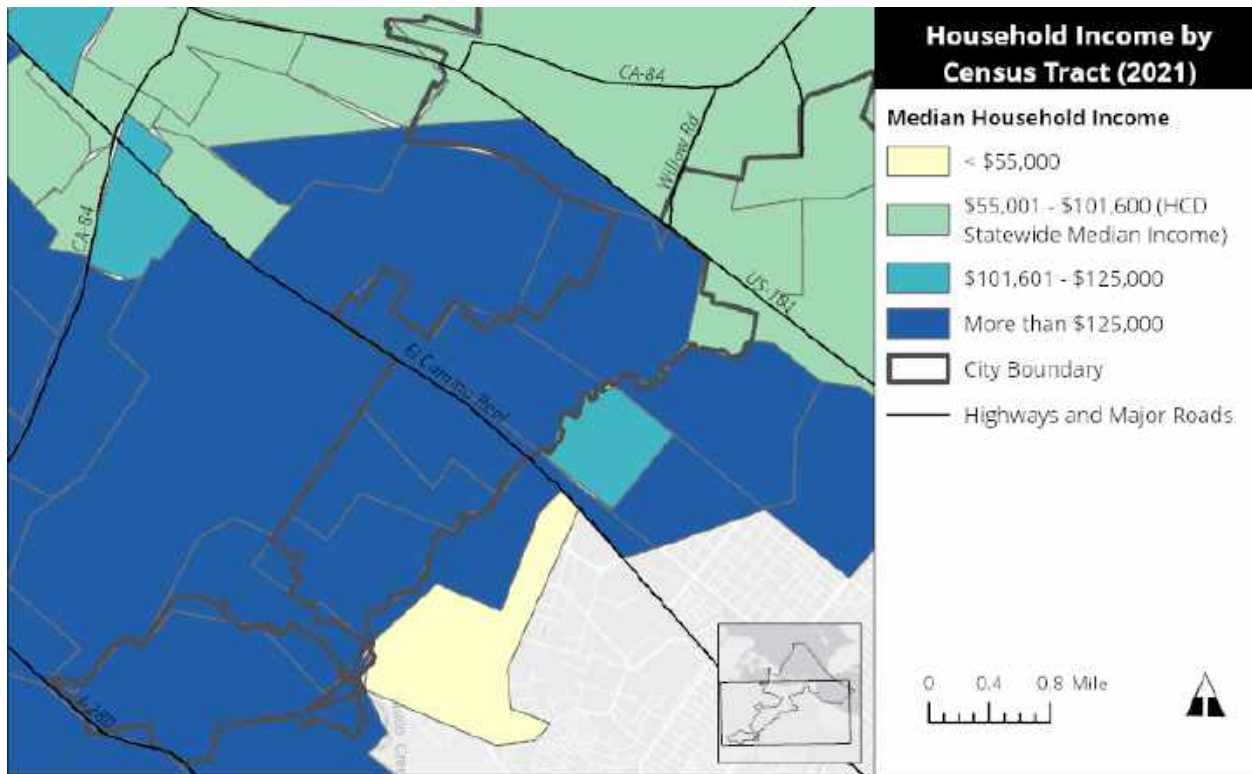 Household Income by
Census Tract (2021)
Median Household Income
< $55,000
$55,001 - $101,600 (HCD
Statewide Median Income)
$101,601 - $125,000
More than $125,000
City Boundary
Highways and Major Roads
0 0.4 0.8 Mile
CA-84
Willow Rd
CA-84
US-101
El Camino Real